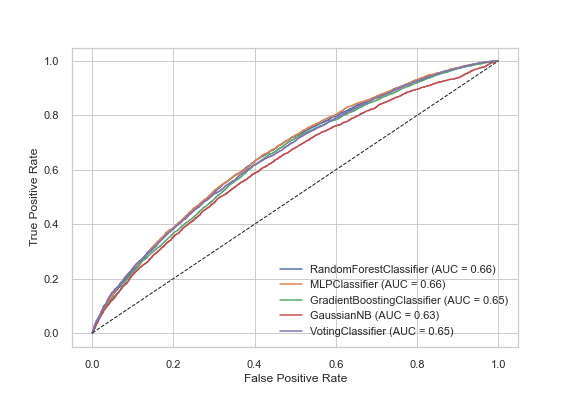 1.0
0.8
0.6
0.4
0.2
0.0
True Positive Rate
RandomForestClassifier (AUC = 0.66)
MLPClassifier (AUC = 0.66)
GradientBoostingClassifier (AUC = 0.65)
GaussianNB (AUC = 0.63)
VotingClassifier (AUC = 0.65)
0.0 0.2 0.4 0.6 0.8 1.0
False Positive Rate